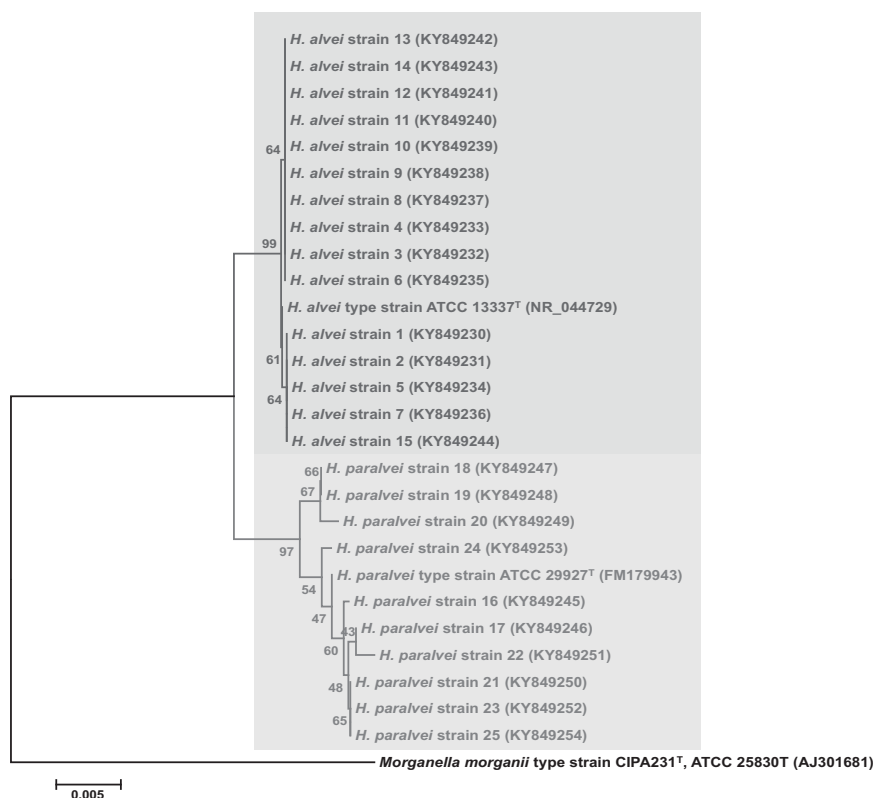 H. alvei strain 13 (KY849242)
H. alvei strain 14 (KY849243)
H. alvei strain 12 (KY849241)
H. alvei strain 11 (KY849240)
64
H. alvei strain 10 (KY849239)
H. alvei strain 9 (KY849238)
H. alvei strain 8 (KY849237)
H. alvei strain 4 (KY849233)
99
H. alvei strain 3 (KY849232)
H. alvei strain 6 (KY849235)
H. alvei type strain ATCC 13337ᵀ (NR_044729)
H. alvei strain 1 (KY849230)
61
H. alvei strain 2 (KY849231)
H. alvei strain 5 (KY849234)
64
H. alvei strain 7 (KY849236)
H. alvei strain 15 (KY849244)
66
H. paralvei strain 18 (KY849247)
67
H. paralvei strain 19 (KY849248)
H. paralvei strain 20 (KY849249)
97
H. paralvei strain 24 (KY849253)
H. paralvei type strain ATCC 29927ᵀ (FM179943)
54
H. paralvei strain 16 (KY849245)
47
43
H. paralvei strain 17 (KY849246)
60
H. paralvei strain 22 (KY849251)
48
H. paralvei strain 21 (KY849250)
H. paralvei strain 23 (KY849252)
65
H. paralvei strain 25 (KY849254)
Morganella morganii type strain CIPA231ᵀ, ATCC 25830T (AJ301681)
0.005